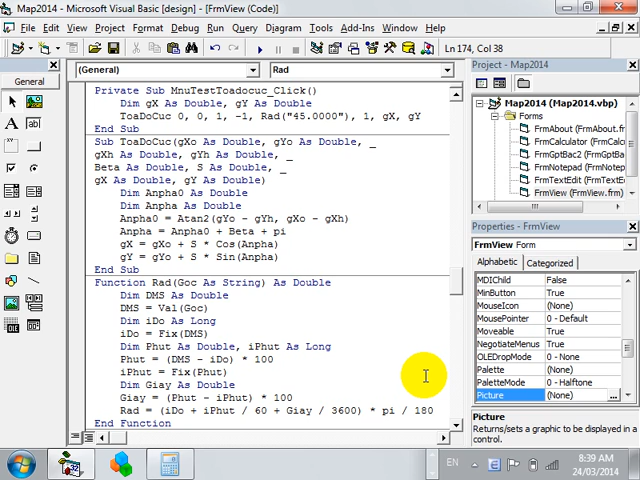 Map2014 - Microsoft Visual Basic [design] - [FrmView (Code)]
File Edit View Project Format Debug Run Query Diagram Tools Add-Ins Window Help
Ln 174, Col 38
General
(General) Rad
Private Sub MnuTestToadocuc_Click()
Dim gX As Double, gY As Double
ToaDoCuc 0, 0, 1, -1, Rad("45.0000"), 1, gX, gY
End Sub
Sub ToaDoCuc(gXo As Double, gYo As Double, _
gXh As Double, gYh As Double, _
Beta As Double, S As Double, _
gX As Double, gY As Double)
Dim Anpha0 As Double
Dim Anpha As Double
Anpha0 = Atan2(gYo - gYh, gXo - gXh)
Anpha = Anpha0 + Beta + pi
gX = gXo + S * Cos(Anpha)
gY = gYo + S * Sin(Anpha)
End Sub
Function Rad(Goc As String) As Double
Dim DMS As Double
DMS = Val(Goc)
Dim iDo As Long
iDo = Fix(DMS)
Dim Phut As Double, iPhut As Long
Phut = (DMS - iDo) * 100
iPhut = Fix(Phut)
Dim Giay As Double
Giay = (Phut - iPhut) * 100
Rad = (iDo + iPhut / 60 + Giay / 3600) * pi / 180
End Function
Project - Map2014
Map2014 (Map2014.vbp)
Forms
FrmAbout (FrmAbout.fr
FrmCalculator (FrmCalc
FrmGptBac2 (FrmGptBa
FrmNotepad (FrmNotep
FrmTextEdit (FrmTextE
FrmView (FrmView.frm)
Properties - FrmView
FrmView Form
Alphabetic Categorized
MDIChild False
MinButton True
MouseIcon (None)
MousePointer 0 - Default
Moveable True
NegotiateMenus True
OLEDropMode 0 - None
Palette (None)
PaletteMode 0 - Halftone
Picture (None) ...
Picture
Returns/sets a graphic to be displayed in a control.
EN
8:39 AM
24/03/2014